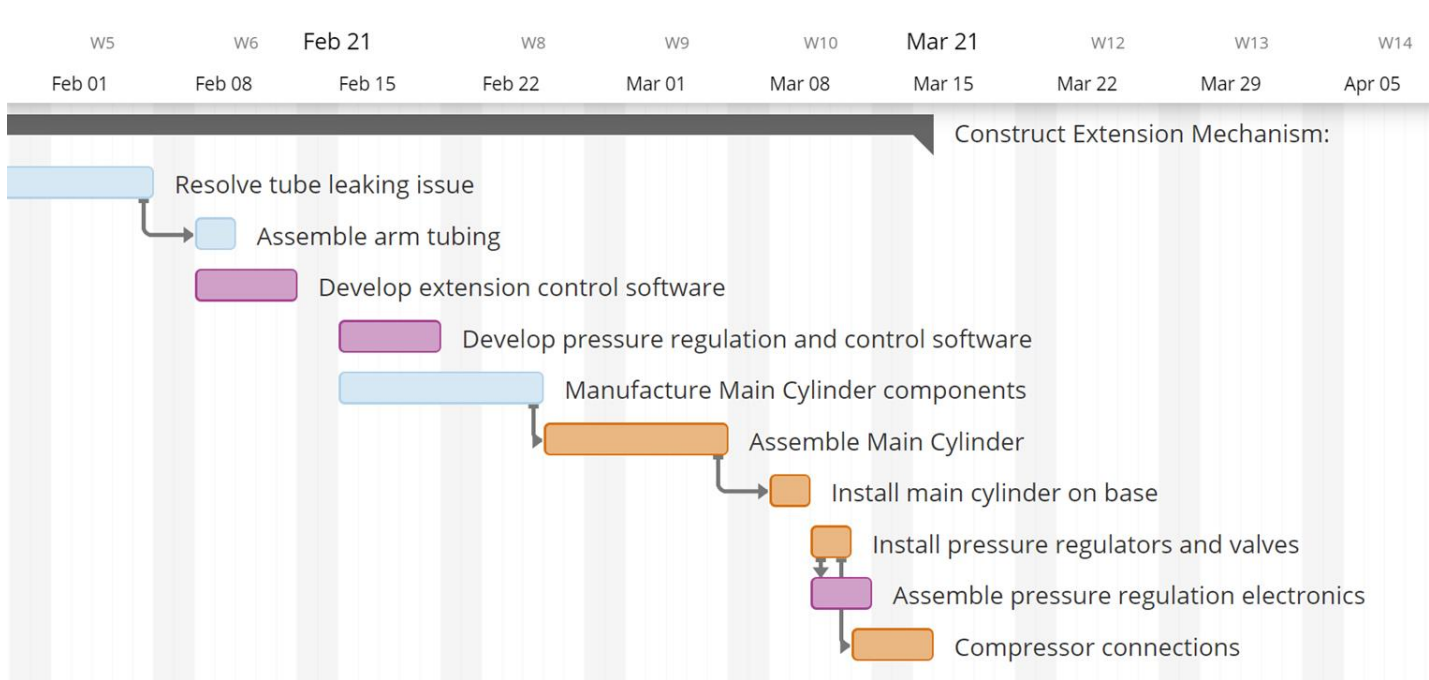 W5 W6 Feb 21 W8 W9 W10 Mar 21 W12 W13 W14
Feb 01 Feb 08 Feb 15 Feb 22 Mar 01 Mar 08 Mar 15 Mar 22 Mar 29 Apr 05
Construct Extension Mechanism:
Resolve tube leaking issue
Assemble arm tubing
Develop extension control software
Develop pressure regulation and control software
Manufacture Main Cylinder components
Assemble Main Cylinder
Install main cylinder on base
Install pressure regulators and valves
Assemble pressure regulation electronics
Compressor connections